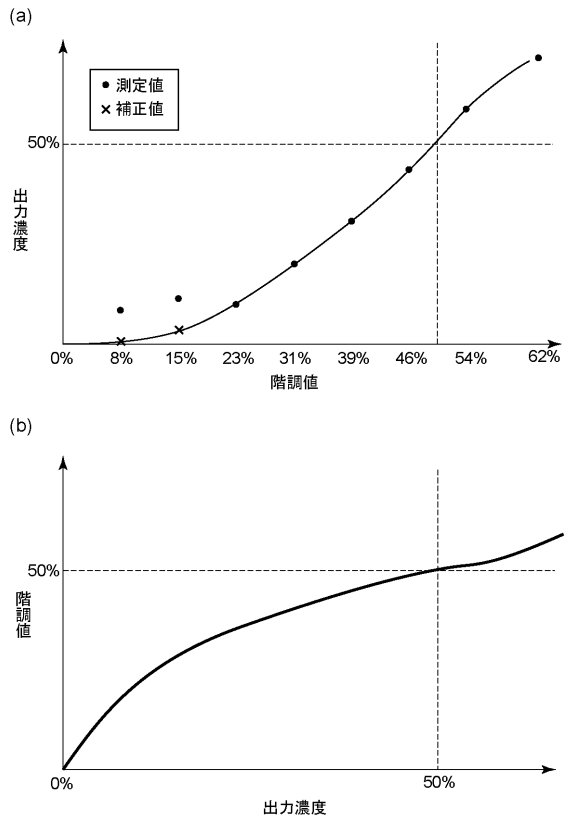 (a)
● 測定値
× 補正値
50%
出力濃度
0% 8% 15% 23% 31% 39% 46% 54% 62%
階調値
(b)
50%
階調値
0% 50%
出力濃度